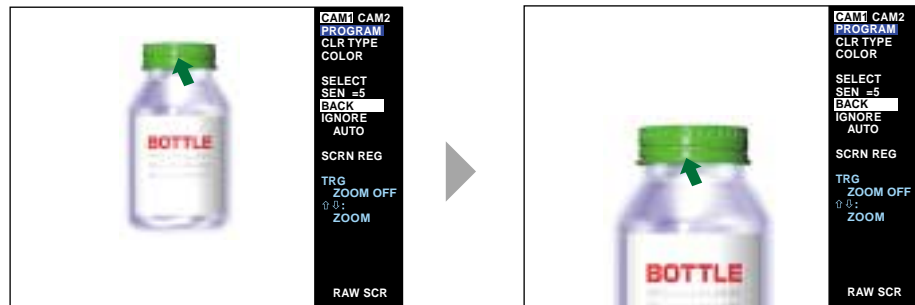 BOTTLE
CAM1 CAM2
PROGRAM
CLR TYPE
COLOR
SELECT
SEN =5
BACK
IGNORE
AUTO
SCRN REG
TRG
ZOOM OFF
⇧⇩:
ZOOM
RAW SCR
BOTTLE
CAM1 CAM2
PROGRAM
CLR TYPE
COLOR
SELECT
SEN =5
BACK
IGNORE
AUTO
SCRN REG
TRG
ZOOM OFF
⇧⇩:
ZOOM
RAW SCR